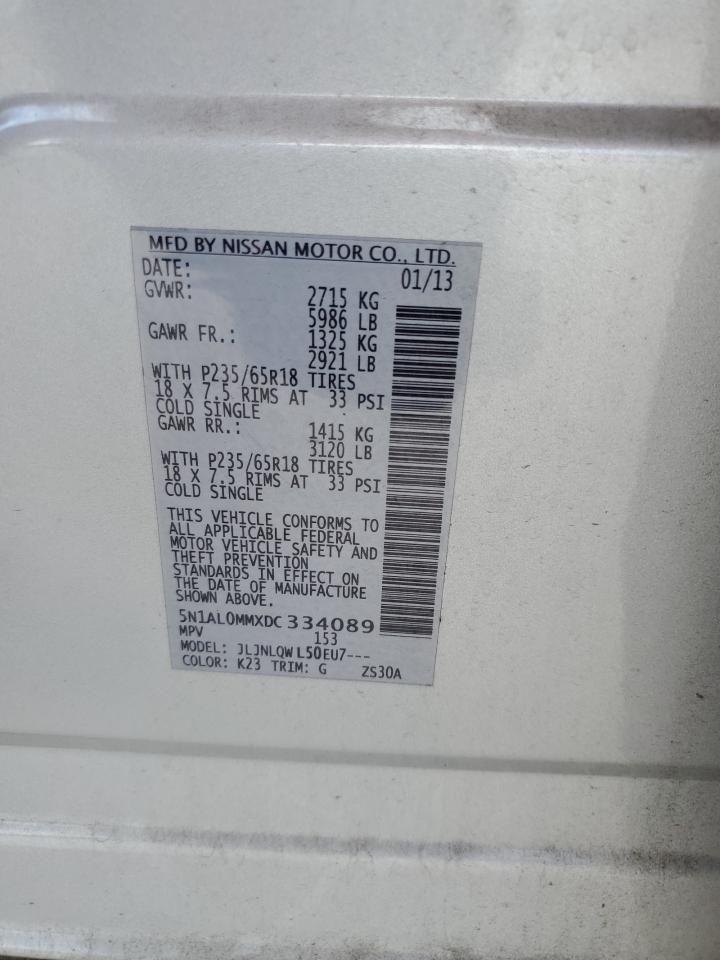 MFD BY NISSAN MOTOR CO., LTD.
DATE: 01/13
GVWR: 2715 KG
5986 LB
GAWR FR.: 1325 KG
2921 LB
WITH P235/65R18 TIRES
18 X 7.5 RIMS AT 33 PSI
COLD SINGLE
GAWR RR.: 1415 KG
3120 LB
WITH P235/65R18 TIRES
18 X 7.5 RIMS AT 33 PSI
COLD SINGLE
THIS VEHICLE CONFORMS TO
ALL APPLICABLE FEDERAL
MOTOR VEHICLE SAFETY AND
THEFT PREVENTION
STANDARDS IN EFFECT ON
THE DATE OF MANUFACTURE
SHOWN ABOVE.
5N1AL0MMXDC334089
MPV 153
MODEL: JLJNLQWL50EU7---
COLOR: K23 TRIM: G ZS30A